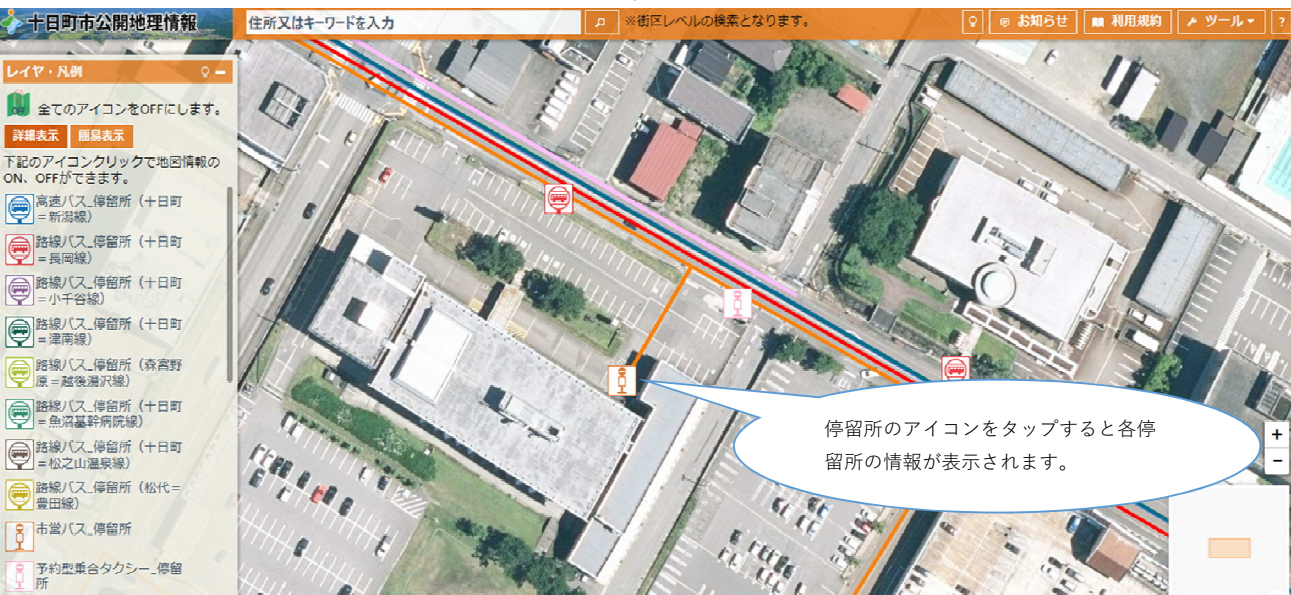 十日町市公開地理情報
住所又はキーワードを入力
※街区レベルの検索となります。
お知らせ
利用規約
ツール
?
レイヤ・凡例
OFF
全てのアイコンをOFFにします。
詳細表示
簡易表示
下記のアイコンクリックで地図情報の
ON、OFFができます。
高速バス_停留所（十日町
＝新潟線）
路線バス_停留所（十日町
＝長岡線）
路線バス_停留所（十日町
＝小千谷線）
路線バス_停留所（十日町
＝津南線）
路線バス_停留所（森宮野
原＝越後湯沢線）
路線バス_停留所（十日町
＝魚沼基幹病院線）
路線バス_停留所（十日町
＝松之山温泉線）
路線バス_停留所（松代＝
豊田線）
市営バス_停留所
予約型乗合タクシー_停留
所
停留所のアイコンをタップすると各停
留所の情報が表示されます。
+
−